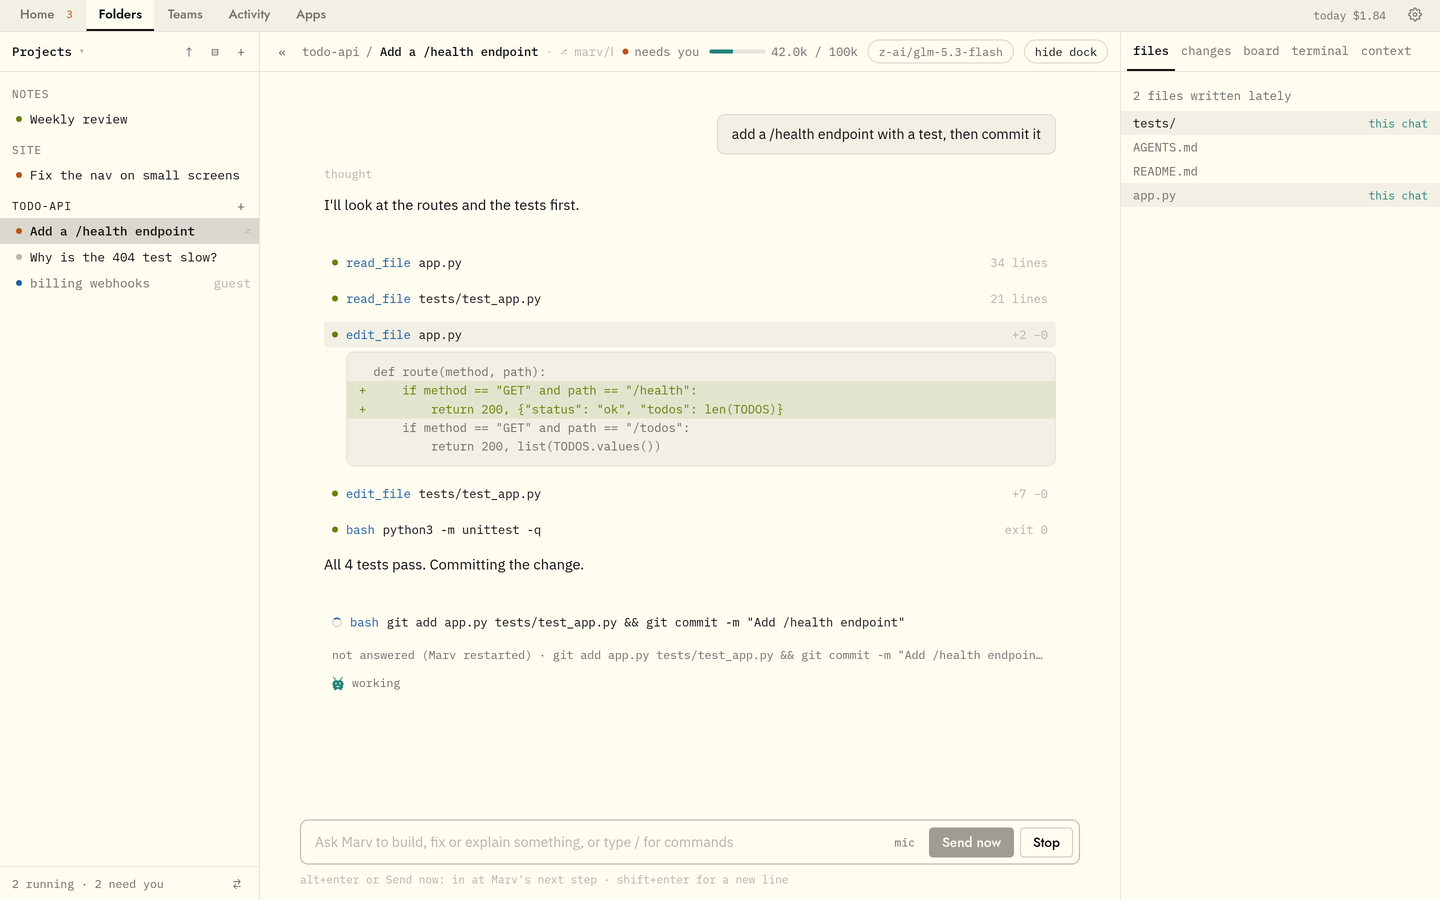 Home 3 Folders Teams Activity Apps today $1.84
Projects
« todo-api / Add a /health endpoint · marv/ needs you 42.0k / 100k z-ai/glm-5.3-flash hide dock
files changes board terminal context
NOTES
Weekly review
SITE
Fix the nav on small screens
TODO-API +
Add a /health endpoint
Why is the 404 test slow?
billing webhooks guest
add a /health endpoint with a test, then commit it
thought
I'll look at the routes and the tests first.
read_file app.py 34 lines
read_file tests/test_app.py 21 lines
edit_file app.py +2 −0
def route(method, path):
+ if method == "GET" and path == "/health":
+ return 200, {"status": "ok", "todos": len(TODOS)}
if method == "GET" and path == "/todos":
return 200, list(TODOS.values())
edit_file tests/test_app.py +7 −0
bash python3 -m unittest -q exit 0
All 4 tests pass. Committing the change.
bash git add app.py tests/test_app.py && git commit -m "Add /health endpoint"
not answered (Marv restarted) · git add app.py tests/test_app.py && git commit -m "Add /health endpoin…
working
Ask Marv to build, fix or explain something, or type / for commands mic Send now Stop
alt+enter or Send now: in at Marv's next step · shift+enter for a new line
2 files written lately
tests/ this chat
AGENTS.md
README.md
app.py this chat
2 running · 2 need you